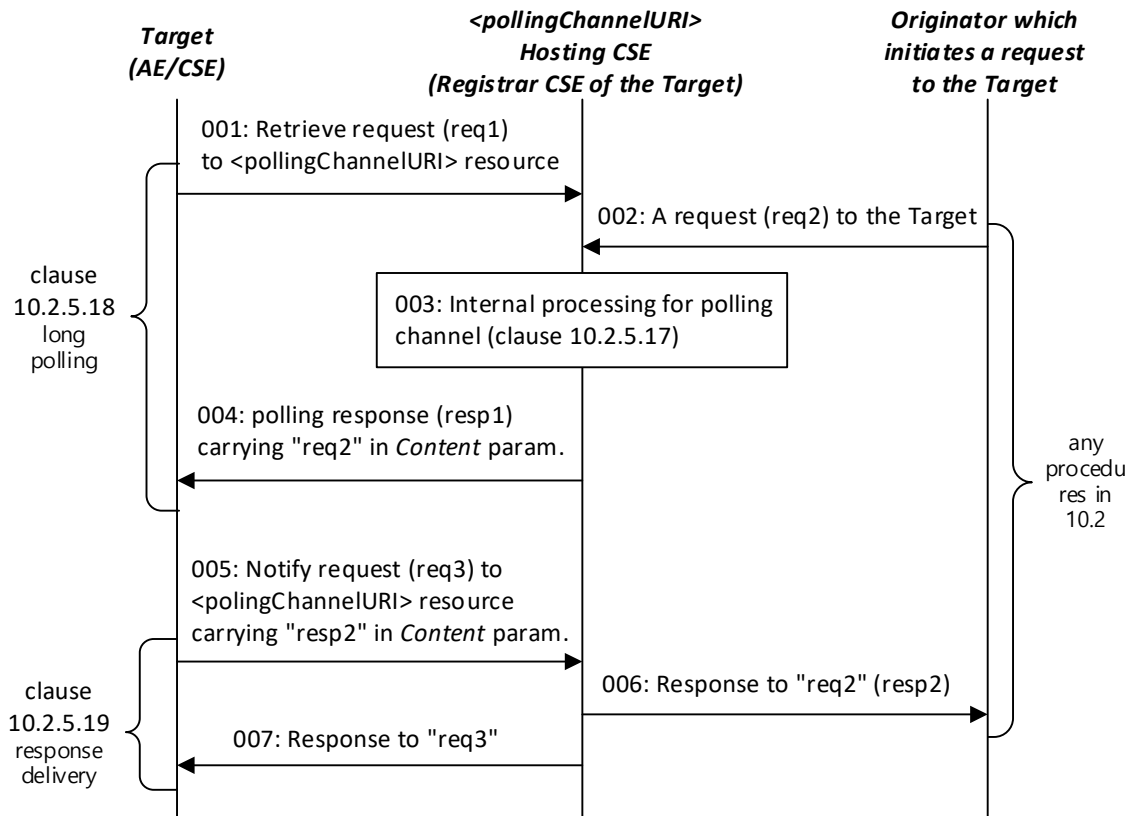 Target
(AE/CSE)
<pollingChannelURI>
Hosting CSE
(Registrar CSE of the Target)
Originator which
initiates a request
to the Target
001: Retrieve request (req1)
to <pollingChannelURI> resource
002: A request (req2) to the Target
clause
10.2.5.18
long
polling
003: Internal processing for polling
channel (clause 10.2.5.17)
004: polling response (resp1)
carrying "req2" in Content param.
any
procedu
res in
10.2
005: Notify request (req3) to
<polingChannelURI> resource
carrying "resp2" in Content param.
006: Response to "req2" (resp2)
clause
10.2.5.19
response
delivery
007: Response to "req3"